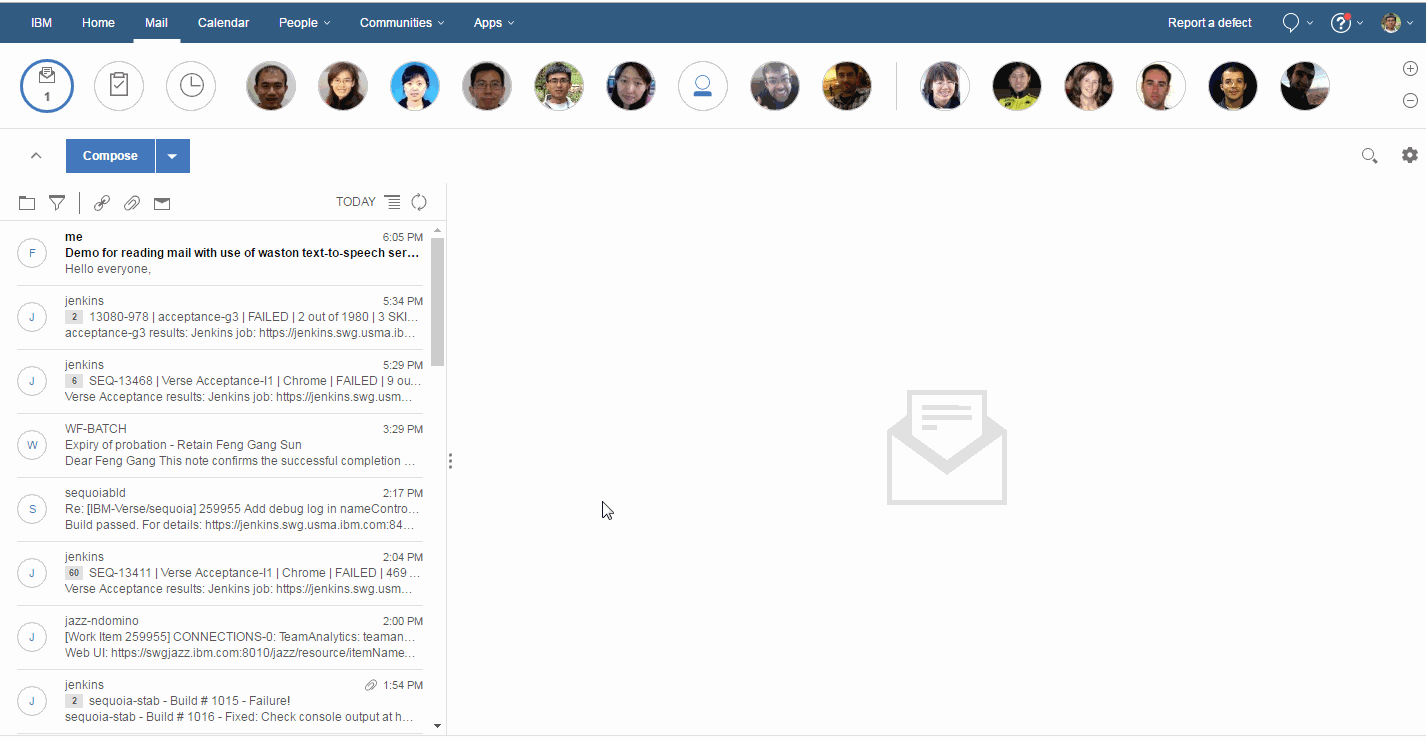 IBM Home Mail Calendar People Communities Apps Report a defect
1
Compose
TODAY
F me 6:05 PM
Demo for reading mail with use of waston text-to-speech ser...
Hello everyone,
J jenkins 5:34 PM
2 13080-978 | acceptance-g3 | FAILED | 2 out of 1980 | 3 SKI...
acceptance-g3 results: Jenkins job: https://jenkins.swg.usma.ib...
J jenkins 5:29 PM
6 SEQ-13468 | Verse Acceptance-I1 | Chrome | FAILED | 9 ou...
Verse Acceptance results: Jenkins job: https://jenkins.swg.usm...
W WF-BATCH 3:29 PM
Expiry of probation - Retain Feng Gang Sun
Dear Feng Gang This note confirms the successful completion ...
S sequoiabld 2:17 PM
Re: [IBM-Verse/sequoia] 259955 Add debug log in nameContro...
Build passed. For details: https://jenkins.swg.usma.ibm.com:84...
J jenkins 2:04 PM
60 SEQ-13411 | Verse Acceptance-I1 | Chrome | FAILED | 469 ...
Verse Acceptance results: Jenkins job: https://jenkins.swg.usm...
J jazz-ndomino 2:00 PM
[Work Item 259955] CONNECTIONS-0: TeamAnalytics: teaman...
Web UI: https://swgjazz.ibm.com:8010/jazz/resource/itemName...
J jenkins 1:54 PM
2 sequoia-stab - Build # 1015 - Failure!
sequoia-stab - Build # 1016 - Fixed: Check console output at h...